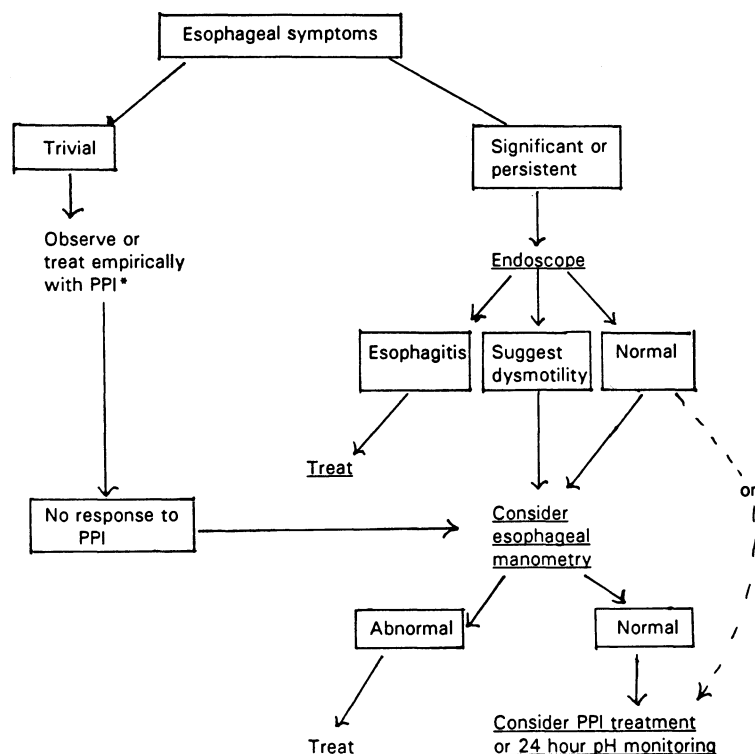 Esophageal symptoms
Trivial
Significant or
persistent
Observe or
treat empirically
with PPI*
Endoscope
Esophagitis
Suggest
dysmotility
Normal
Treat
or
No response to
PPI
Consider
esophageal
manometry
Abnormal
Normal
Treat
Consider PPI treatment
or 24 hour pH monitoring